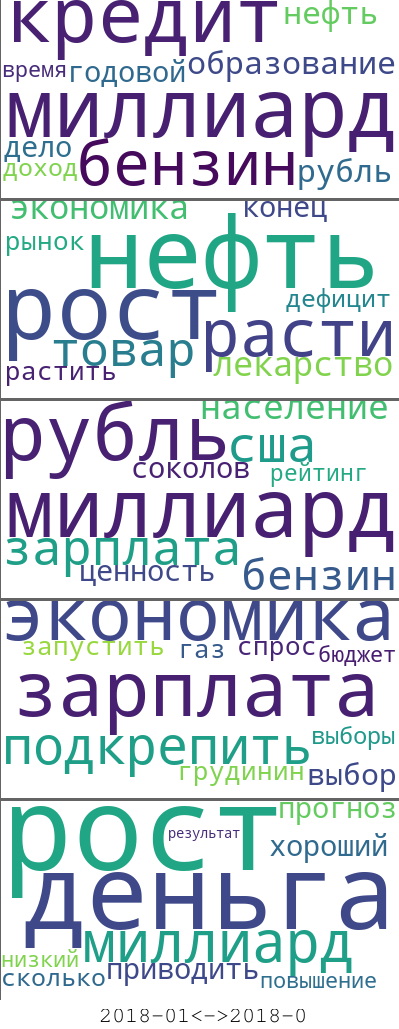 кредит
нефть
время годовой образование
миллиард
дело
доход бензин рубль
экономика конец
рынок нефть
рост дефицит
товар расти
растить лекарство
население
рубль сша
соколов рейтинг
миллиард
зарплата
ценность бензин
экономика
запустить газ спрос бюджет
зарплата
подкрепить выборы
грудинин выбор
рост прогноз
результат хороший
деньга
миллиард
низкий
сколько приводить повышение
2018-01<->2018-0